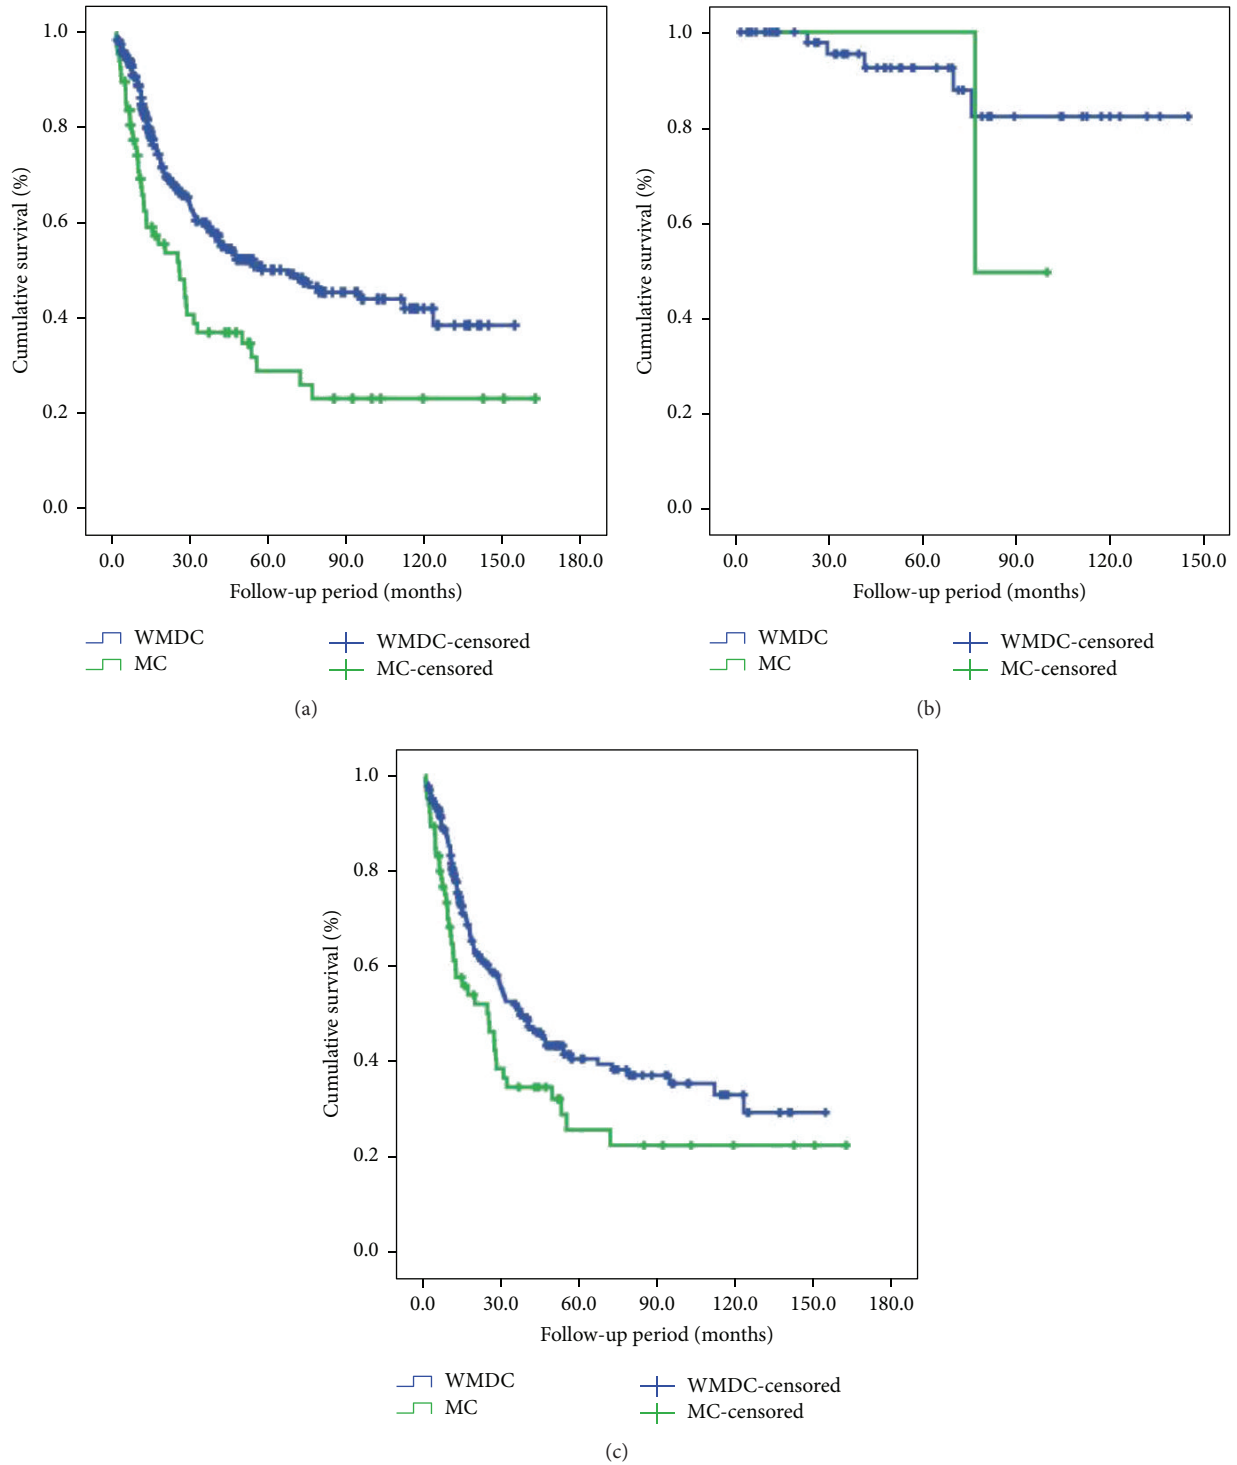 1.0
0.8
0.6
0.4
0.2
0.0
Cumulative survival (%)
0.0 30.0 60.0 90.0 120.0 150.0 180.0
Follow-up period (months)
WMDC
MC
WMDC-censored
MC-censored
(a)
1.0
0.8
0.6
0.4
0.2
0.0
Cumulative survival (%)
0.0 30.0 60.0 90.0 120.0 150.0
Follow-up period (months)
WMDC
MC
WMDC-censored
MC-censored
(b)
1.0
0.8
0.6
0.4
0.2
0.0
Cumulative survival (%)
0.0 30.0 60.0 90.0 120.0 150.0 180.0
Follow-up period (months)
WMDC
MC
WMDC-censored
MC-censored
(c)